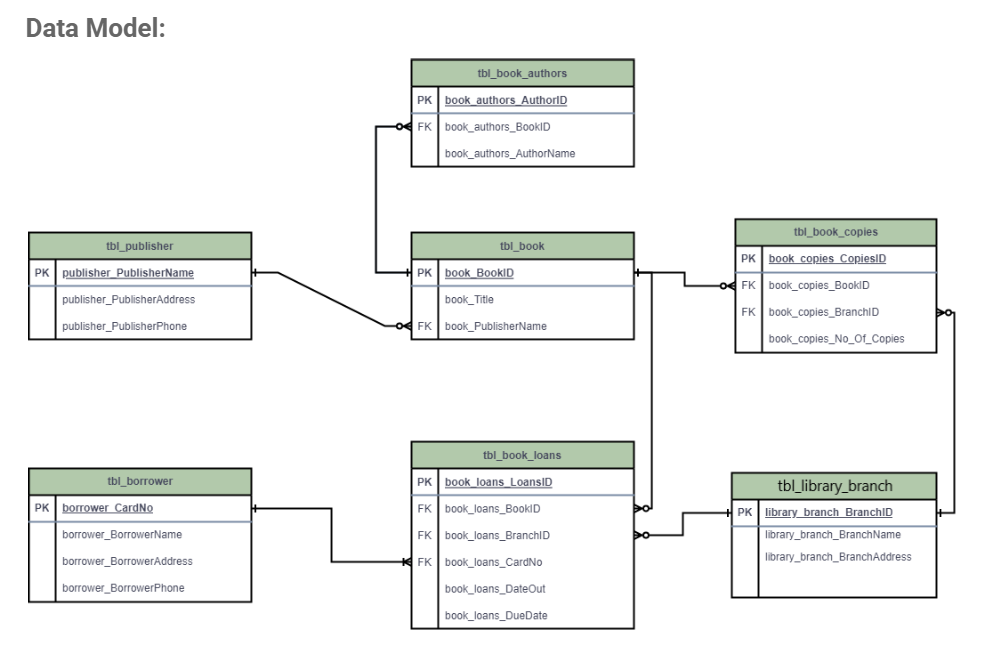 Data Model:
tbl_book_authors
PK book_authors_AuthorID
FK book_authors_BookID
book_authors_AuthorName
tbl_publisher
PK publisher_PublisherName
publisher_PublisherAddress
publisher_PublisherPhone
tbl_book
PK book_BookID
book_Title
FK book_PublisherName
tbl_book_copies
PK book_copies_CopiesID
FK book_copies_BookID
FK book_copies_BranchID
book_copies_No_Of_Copies
tbl_borrower
PK borrower_CardNo
borrower_BorrowerName
borrower_BorrowerAddress
borrower_BorrowerPhone
tbl_book_loans
PK book_loans_LoansID
FK book_loans_BookID
FK book_loans_BranchID
FK book_loans_CardNo
book_loans_DateOut
book_loans_DueDate
tbl_library_branch
PK library_branch_BranchID
library_branch_BranchName
library_branch_BranchAddress